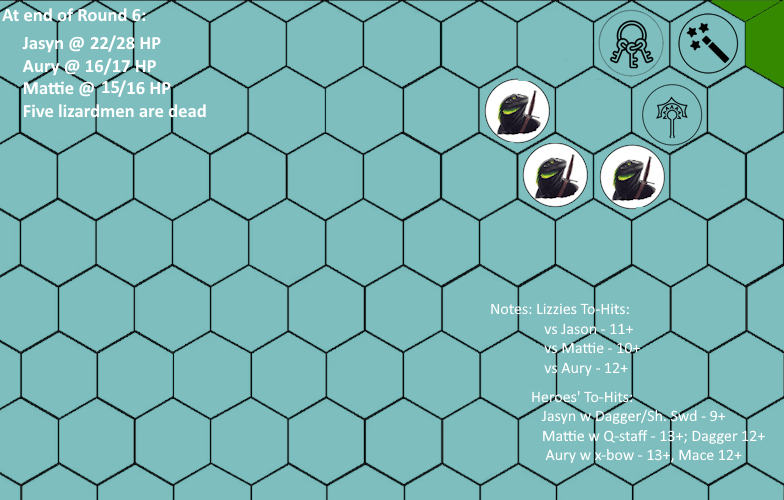 At end of Round 6:
Jasyn @ 22/28 HP
Aury @ 16/17 HP
Mattie @ 15/16 HP
Five lizardmen are dead
Notes: Lizzies To-Hits:
vs Jason - 11+
vs Mattie - 10+
vs Aury - 12+
Heroes' To-Hits:
Jasyn w Dagger/Sh. Swd - 9+
Mattie w Q-staff - 13+; Dagger 12+
Aury w x-bow - 13+, Mace 12+